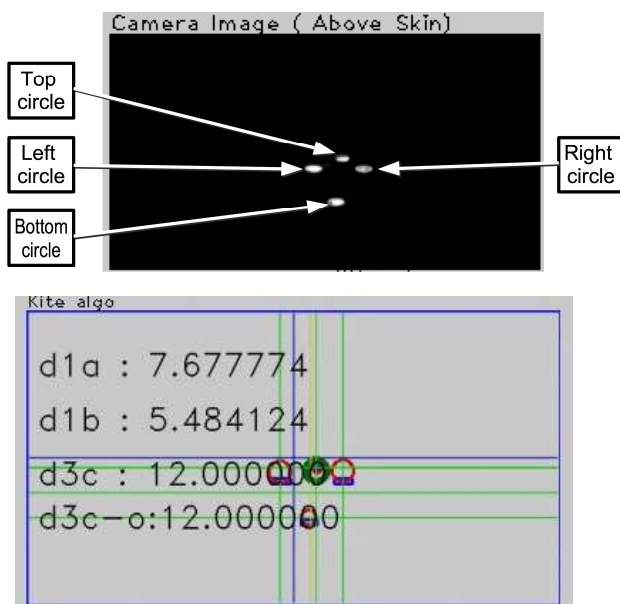 Camera Image ( Above Skin)
Top
circle
Left
circle
Right
circle
Bottom
circle
Kite algo
d1a : 7.677774
d1b : 5.484124
d3c : 12.000000
d3c-o:12.000000